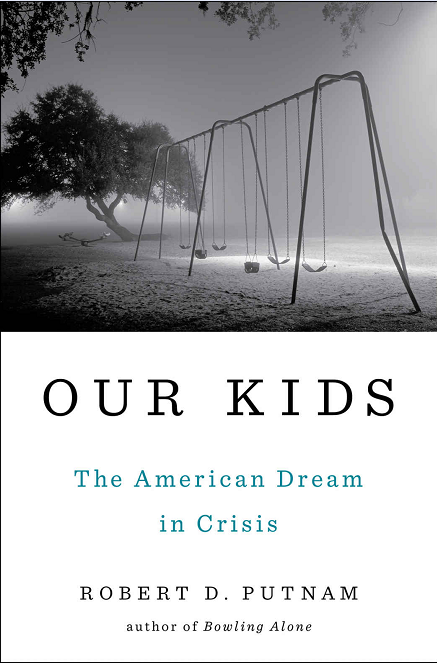 OUR KIDS
The American Dream
in Crisis
ROBERT D. PUTNAM
author of Bowling Alone